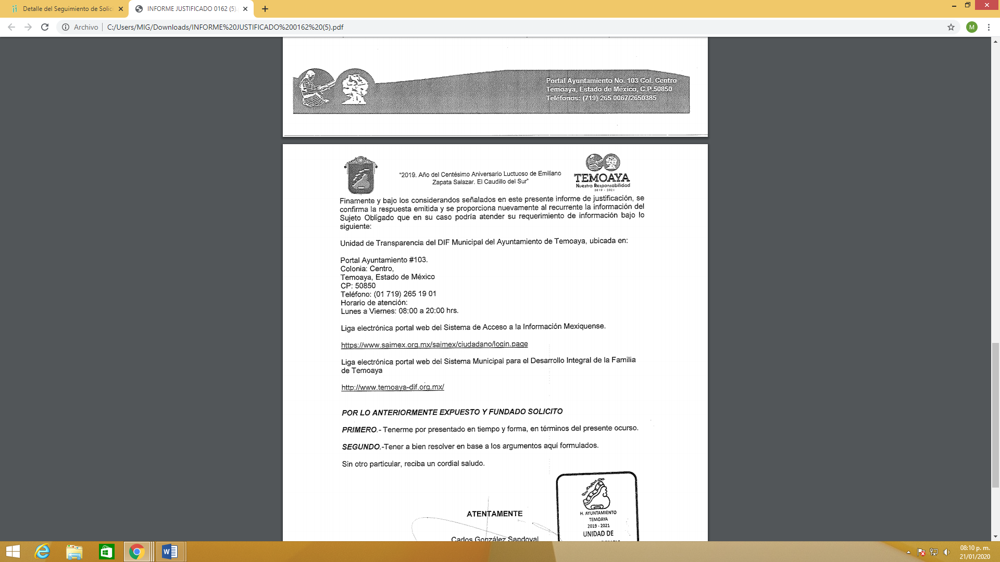 Detalle del Seguimiento de Solici
INFORME JUSTIFICADO 0162 (5).
Archivo
C:/Users/MIG/Downloads/INFORME%20JUSTIFICADO%200162%20(5).pdf
M
Portal Ayuntamiento No. 103 Col. Centro
Temoaya, Estado de México, C.P.50850
Teléfonos: (719) 265 0067/2650385
"2019. Año del Centésimo Aniversario Luctuoso de Emiliano
Zapata Salazar. El Caudillo del Sur"
TEMOAYA
Nuestra Responsabilidad
2019 - 2021
Finamente y bajo los considerandos señalados en este presente informe de justificación, se
confirma la respuesta emitida y se proporciona nuevamente al recurrente la información del
Sujeto Obligado que en su caso podría atender su requerimiento de información bajo lo
siguiente:
Unidad de Transparencia del DIF Municipal del Ayuntamiento de Temoaya, ubicada en:
Portal Ayuntamiento #103.
Colonia: Centro,
Temoaya, Estado de México
CP: 50850
Teléfono: (01 719) 265 19 01
Horario de atención:
Lunes a Viernes: 08:00 a 20:00 hrs.
Liga electrónica portal web del Sistema de Acceso a la Información Mexiquense.
https://www.saimex.org.mx/saimex/ciudadano/login.page
Liga electrónica portal web del Sistema Municipal para el Desarrollo Integral de la Familia
de Temoaya
http://www.temoaya-dif.org.mx/
POR LO ANTERIORMENTE EXPUESTO Y FUNDADO SOLICITO
PRIMERO.- Tenerme por presentado en tiempo y forma, en términos del presente ocurso.
SEGUNDO.-Tener a bien resolver en base a los argumentos aquí formulados.
Sin otro particular, reciba un cordial saludo.
ATENTAMENTE
Carlos González Sandoval
H. AYUNTAMIENTO
TEMOAYA
2019 - 2021
UNIDAD DE
08:10 p. m.
21/01/2020